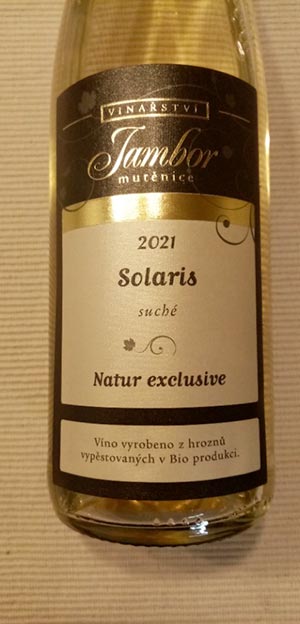 VINAŘSTVÍ
Jambor
mutěnice
2021
Solaris
suché
Natur exclusive
Víno vyrobeno z hroznů
vypěstovaných v Bio produkci.